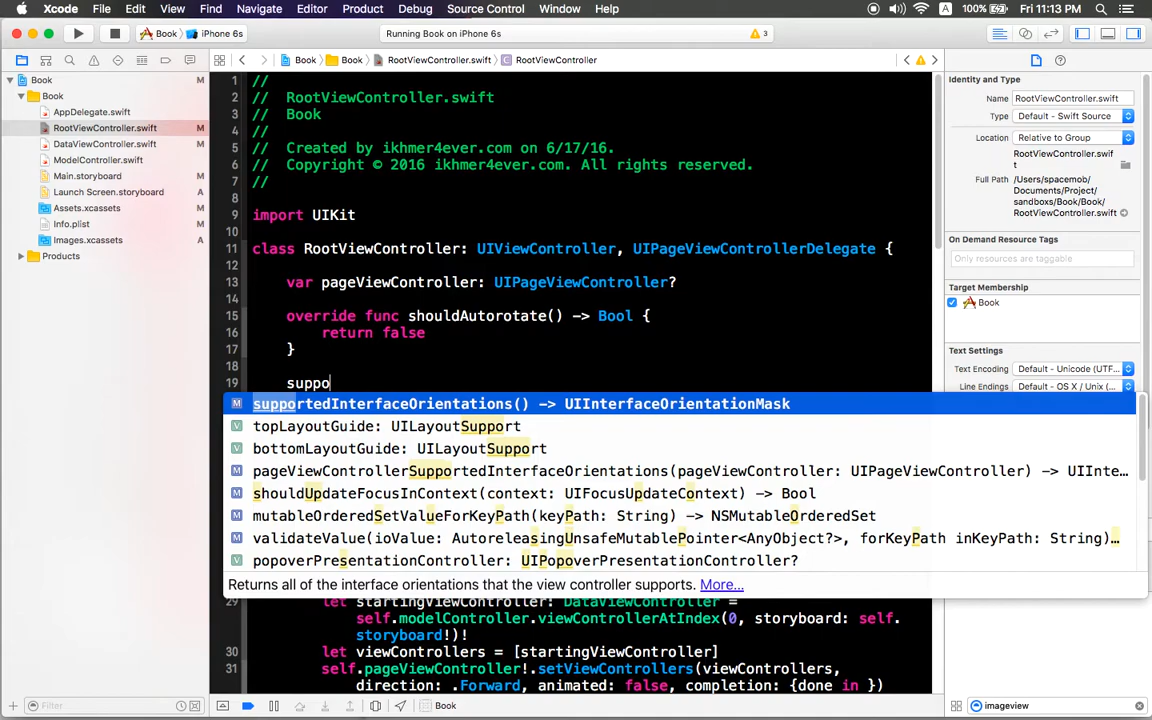 Xcode File Edit View Find Navigate Editor Product Debug Source Control Window Help A 100% Fri 11:13 PM
Book iPhone 6s Running Book on iPhone 6s 3
Book Book RootViewController.swift C RootViewController
Book M
Book
AppDelegate.swift M
RootViewController.swift M
DataViewController.swift M
ModelController.swift M
Main.storyboard M
Launch Screen.storyboard A
Assets.xcassets M
Info.plist M
Images.xcassets A
Products
Filter
1 //
2 // RootViewController.swift
3 // Book
4 //
5 // Created by ikhmer4ever.com on 6/17/16.
6 // Copyright © 2016 ikhmer4ever.com. All rights reserved.
7 //
8
9 import UIKit
10
11 class RootViewController: UIViewController, UIPageViewControllerDelegate {
12
13 var pageViewController: UIPageViewController?
14
15 override func shouldAutorotate() -> Bool {
16 return false
17 }
18
19 suppo
M supportedInterfaceOrientations() -> UIInterfaceOrientationMask
V topLayoutGuide: UILayoutSupport
V bottomLayoutGuide: UILayoutSupport
M pageViewControllerSupportedInterfaceOrientations(pageViewController: UIPageViewController) -> UIInte…
M shouldUpdateFocusInContext(context: UIFocusUpdateContext) -> Bool
M mutableOrderedSetValueForKeyPath(keyPath: String) -> NSMutableOrderedSet
M validateValue(ioValue: AutoreleasingUnsafeMutablePointer<AnyObject?>, forKeyPath inKeyPath: String)…
V popoverPresentationController: UIPopoverPresentationController?
Returns all of the interface orientations that the view controller supports. More...
29 let startingViewController: DataViewController =
self.modelController.viewControllerAtIndex(0, storyboard: self.
storyboard!)!
30 let viewControllers = [startingViewController]
31 self.pageViewController!.setViewControllers(viewControllers,
direction: .Forward, animated: false, completion: {done in })
Book
Identity and Type
Name RootViewController.swift
Type Default - Swift Source
Location Relative to Group
RootViewController.swif
t
Full Path /Users/spacemob/
Documents/Project/
sandboxs/Book/Book/
RootViewController.swift
On Demand Resource Tags
Only resources are taggable
Target Membership
Book
Text Settings
Text Encoding Default - Unicode (UTF...
Line Endings Default - OS X / Unix (...
imageview